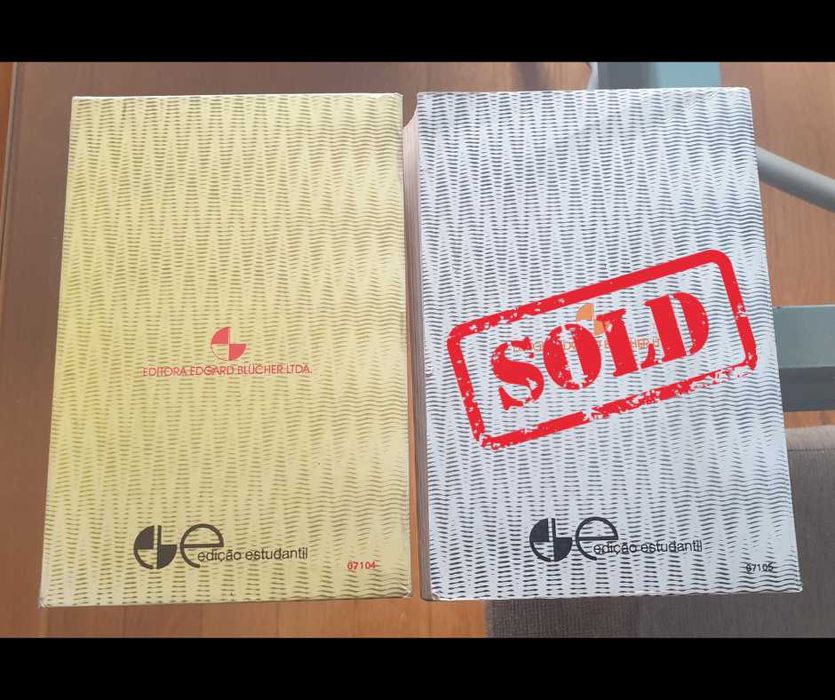 EDITORA EDGARD BLÜCHER LTDA.
e edição estudantil
07104
SOLD
e edição estudantil
07105